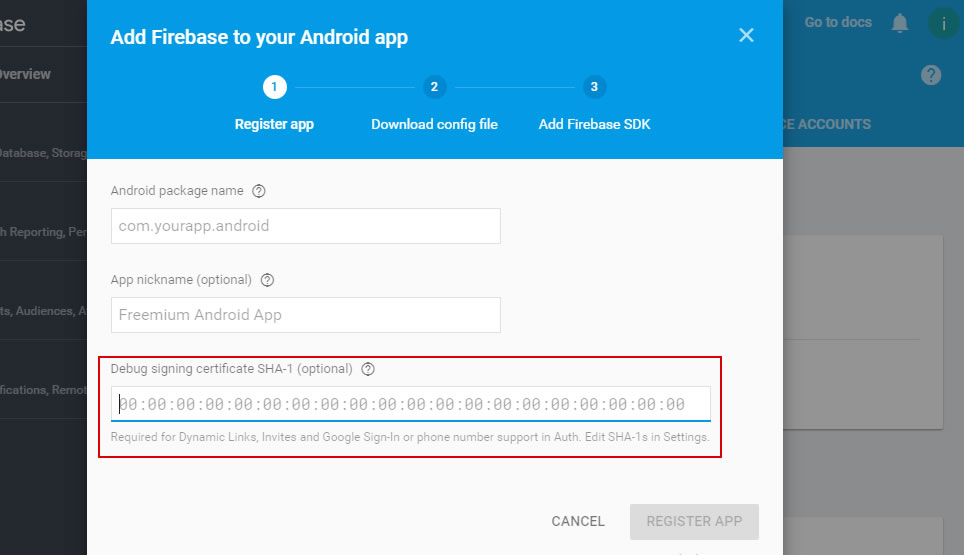 ase
Go to docs
i
Overview
Database, Storag
h Reporting, Per
ts, Audiences, A
fications, Remot
CE ACCOUNTS
Add Firebase to your Android app
1
2
3
Register app
Download config file
Add Firebase SDK
Android package name
com.yourapp.android
App nickname (optional)
Freemium Android App
Debug signing certificate SHA-1 (optional)
00:00:00:00:00:00:00:00:00:00:00:00:00:00:00:00:00:00:00:00
Required for Dynamic Links, Invites and Google Sign-In or phone number support in Auth. Edit SHA-1s in Settings.
CANCEL
REGISTER APP